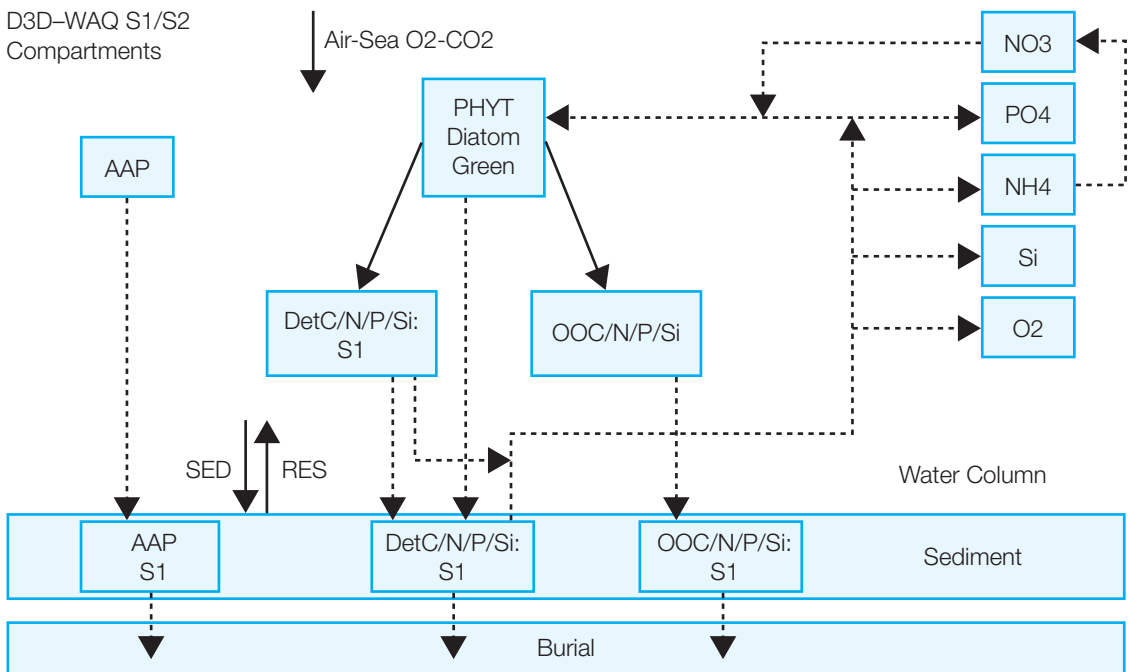 D3D–WAQ S1/S2
Compartments
Air-Sea O2-CO2
NO3
PHYT
Diatom
Green
PO4
AAP
NH4
Si
DetC/N/P/Si:
S1
OOC/N/P/Si
O2
SED
RES
Water Column
AAP
S1
DetC/N/P/Si:
S1
OOC/N/P/Si:
S1
Sediment
Burial